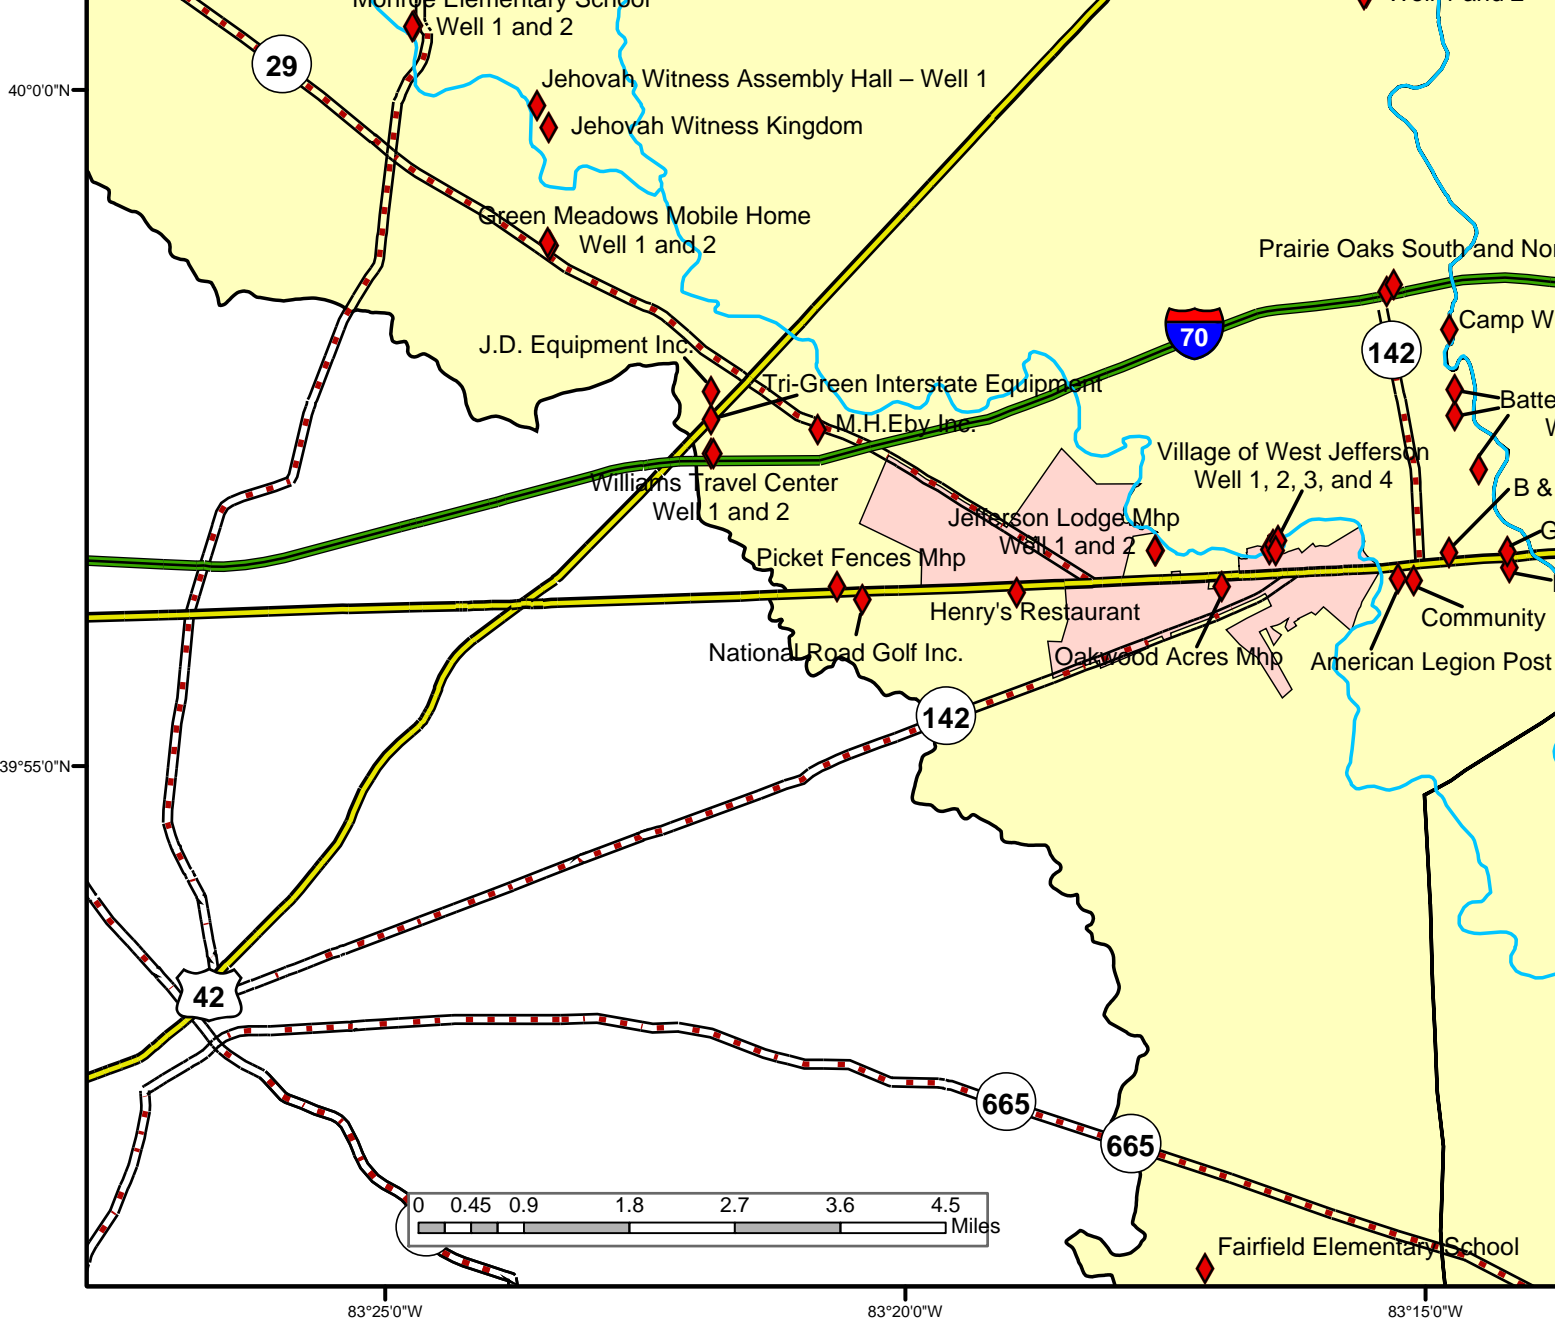 Monroe Elementary School
Well 1 and 2
29
40°0'0"N
Jehovah Witness Assembly Hall – Well 1
Jehovah Witness Kingdom
Green Meadows Mobile Home
Well 1 and 2
Prairie Oaks South and
J.D. Equipment Inc.
70
Camp
142
Tri-Green Interstate Equipment
M.H.Eby Inc.
Village of West Jefferson
Well 1, 2, 3, and 4
Williams Travel Center
Well 1 and 2
B &
Jefferson Lodge Mhp
Well 1 and 2
Picket Fences Mhp
Henry's Restaurant
Community
National Road Golf Inc.
Oakwood Acres Mhp
American Legion Post
142
39°55'0"N
42
665
665
0 0.45 0.9 1.8 2.7 3.6 4.5
Miles
Fairfield Elementary School
83°25'0"W
83°20'0"W
83°15'0"W